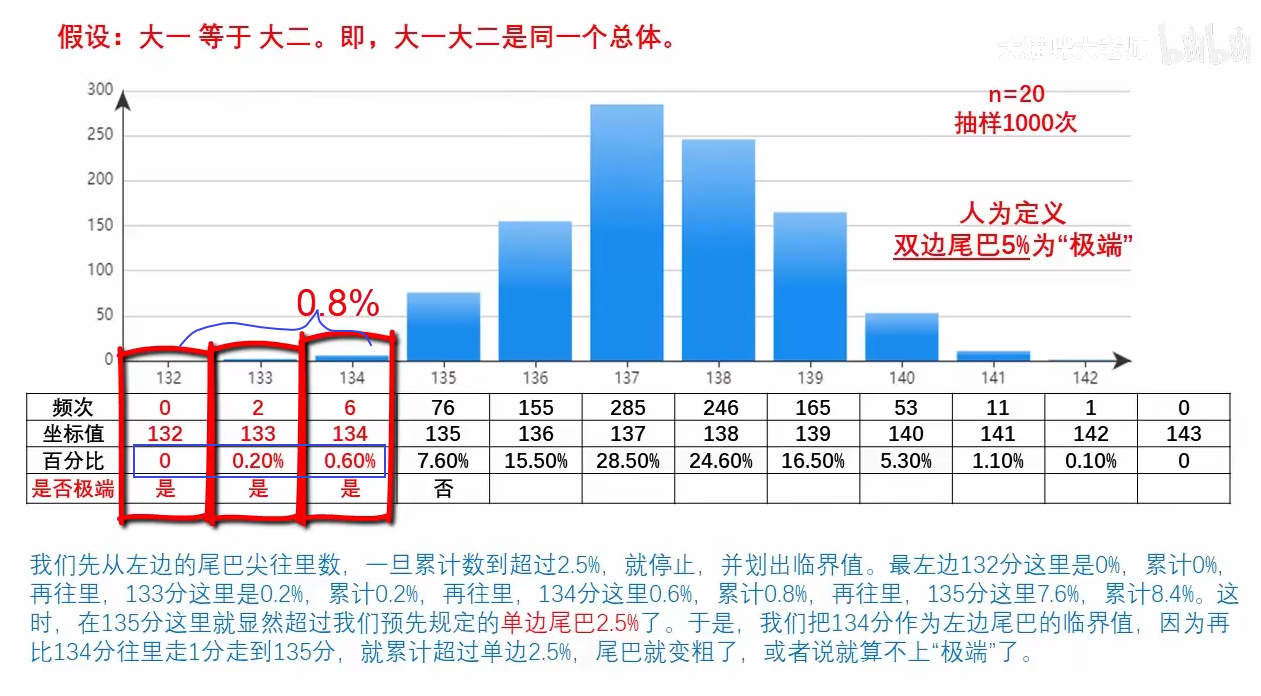 假设：大一 等于 大二。即，大一大二是同一个总体。
大猫咪大老师 bilibili
n=20
抽样1000次
人为定义
双边尾巴5%为“极端”
0.8%
300
250
200
150
100
50
0
132 133 134 135 136 137 138 139 140 141 142
频次 0 2 6 76 155 285 246 165 53 11 1 0
坐标值 132 133 134 135 136 137 138 139 140 141 142 143
百分比 0 0.20% 0.60% 7.60% 15.50% 28.50% 24.60% 16.50% 5.30% 1.10% 0.10% 0
是否极端 是 是 是 否
我们先从左边的尾巴尖往里数，一旦累计数到超过2.5%，就停止，并划出临界值。最左边132分这里是0%，累计0%，
再往里，133分这里是0.2%，累计0.2%，再往里，134分这里0.6%，累计0.8%，再往里，135分这里7.6%，累计8.4%。这
时，在135分这里就显然超过我们预先规定的单边尾巴2.5%了。于是，我们把134分作为左边尾巴的临界值，因为再
比134分往里走1分走到135分，就累计超过单边2.5%，尾巴就变粗了，或者说就算不上“极端”了。